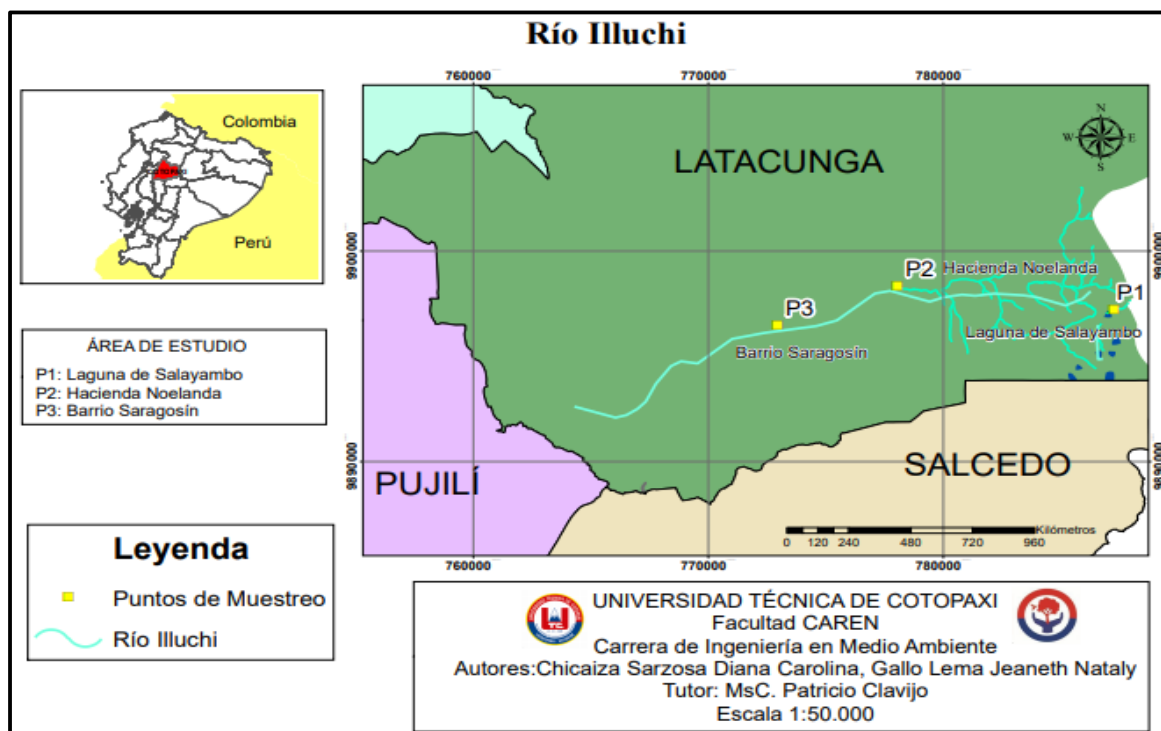 Río Illuchi
Colombia
COTOPAXI
Perú
ÁREA DE ESTUDIO
P1: Laguna de Salayambo
P2: Hacienda Noelanda
P3: Barrio Saragosín
Leyenda
Puntos de Muestreo
Río Illuchi
760000 770000 780000
9900000 9900000
9890000 9890000
LATACUNGA
N
W E
S
P2 Hacienda Noelanda
P1
P3
Laguna de Salayambo
Barrio Saragosín
PUJILÍ
SALCEDO
Kilómetros
0 120 240 480 720 960
760000 770000 780000
UNIVERSIDAD TÉCNICA DE COTOPAXI
Facultad CAREN
Carrera de Ingeniería en Medio Ambiente
Autores:Chicaiza Sarzosa Diana Carolina, Gallo Lema Jeaneth Nataly
Tutor: MsC. Patricio Clavijo
Escala 1:50.000